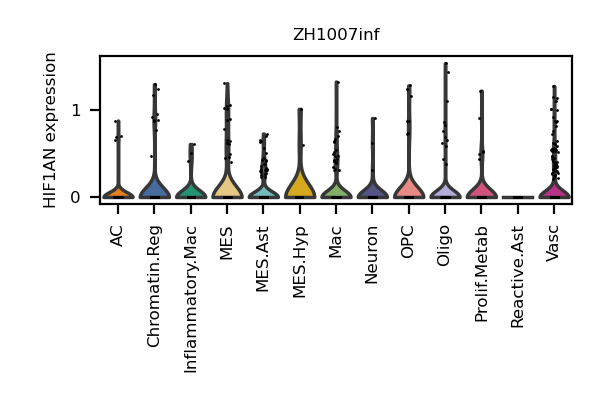 ZH1007inf
HIF1AN expression
1
0
AC
Chromatin.Reg
Inflammatory.Mac
MES
MES.Ast
MES.Hyp
Mac
Neuron
OPC
Oligo
Prolif.Metab
Reactive.Ast
Vasc